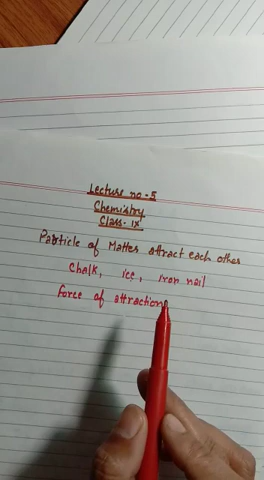 Lecture no-5
Chemistry
Class-IX
Particle of Matter attract each other
Chalk, ice, iron nail
Force of attraction